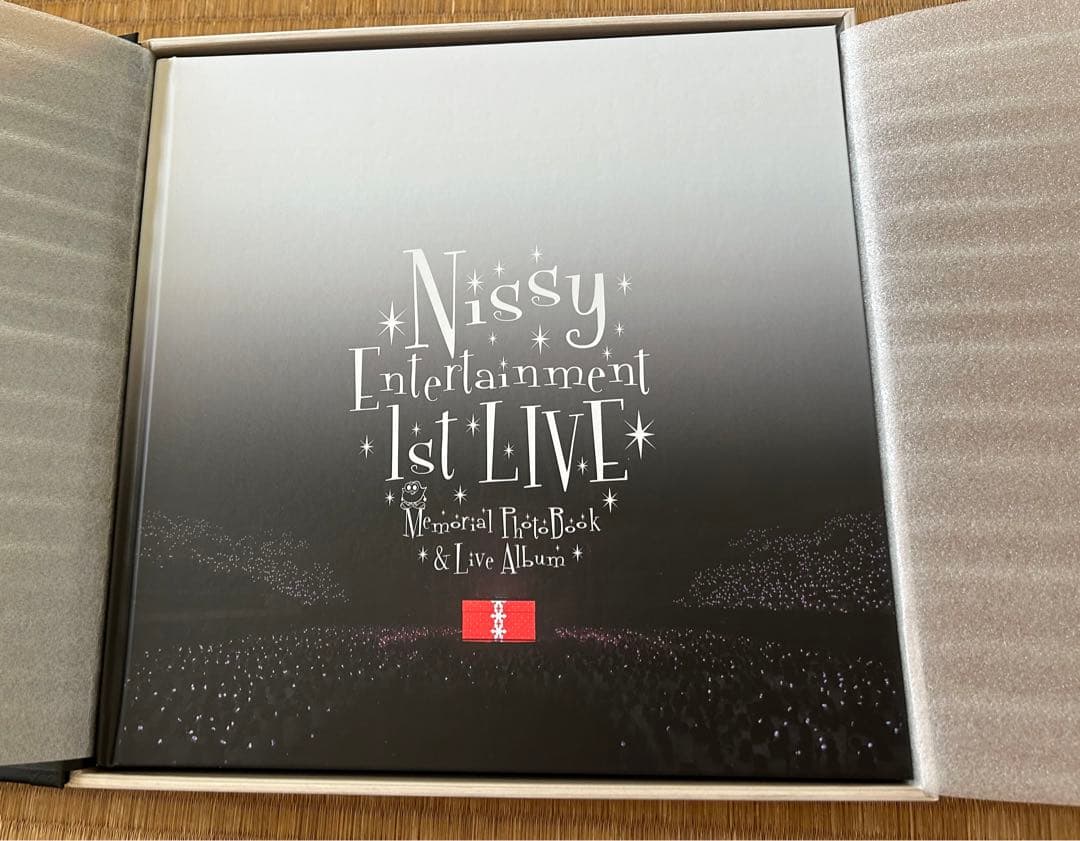 Nissy
Entertainment
1st LIVE
Memorial PhotoBook
& Live Album